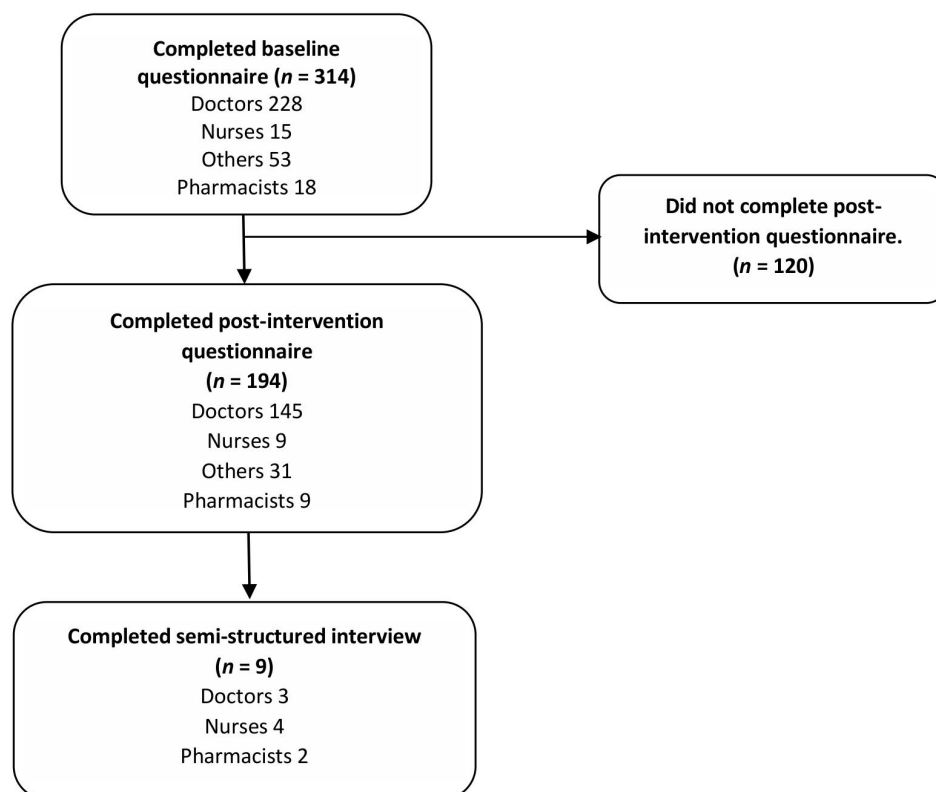 Completed baseline
questionnaire (n = 314)
Doctors 228
Nurses 15
Others 53
Pharmacists 18
Did not complete post-
intervention questionnaire.
(n = 120)
Completed post-intervention
questionnaire
(n = 194)
Doctors 145
Nurses 9
Others 31
Pharmacists 9
Completed semi-structured interview
(n = 9)
Doctors 3
Nurses 4
Pharmacists 2